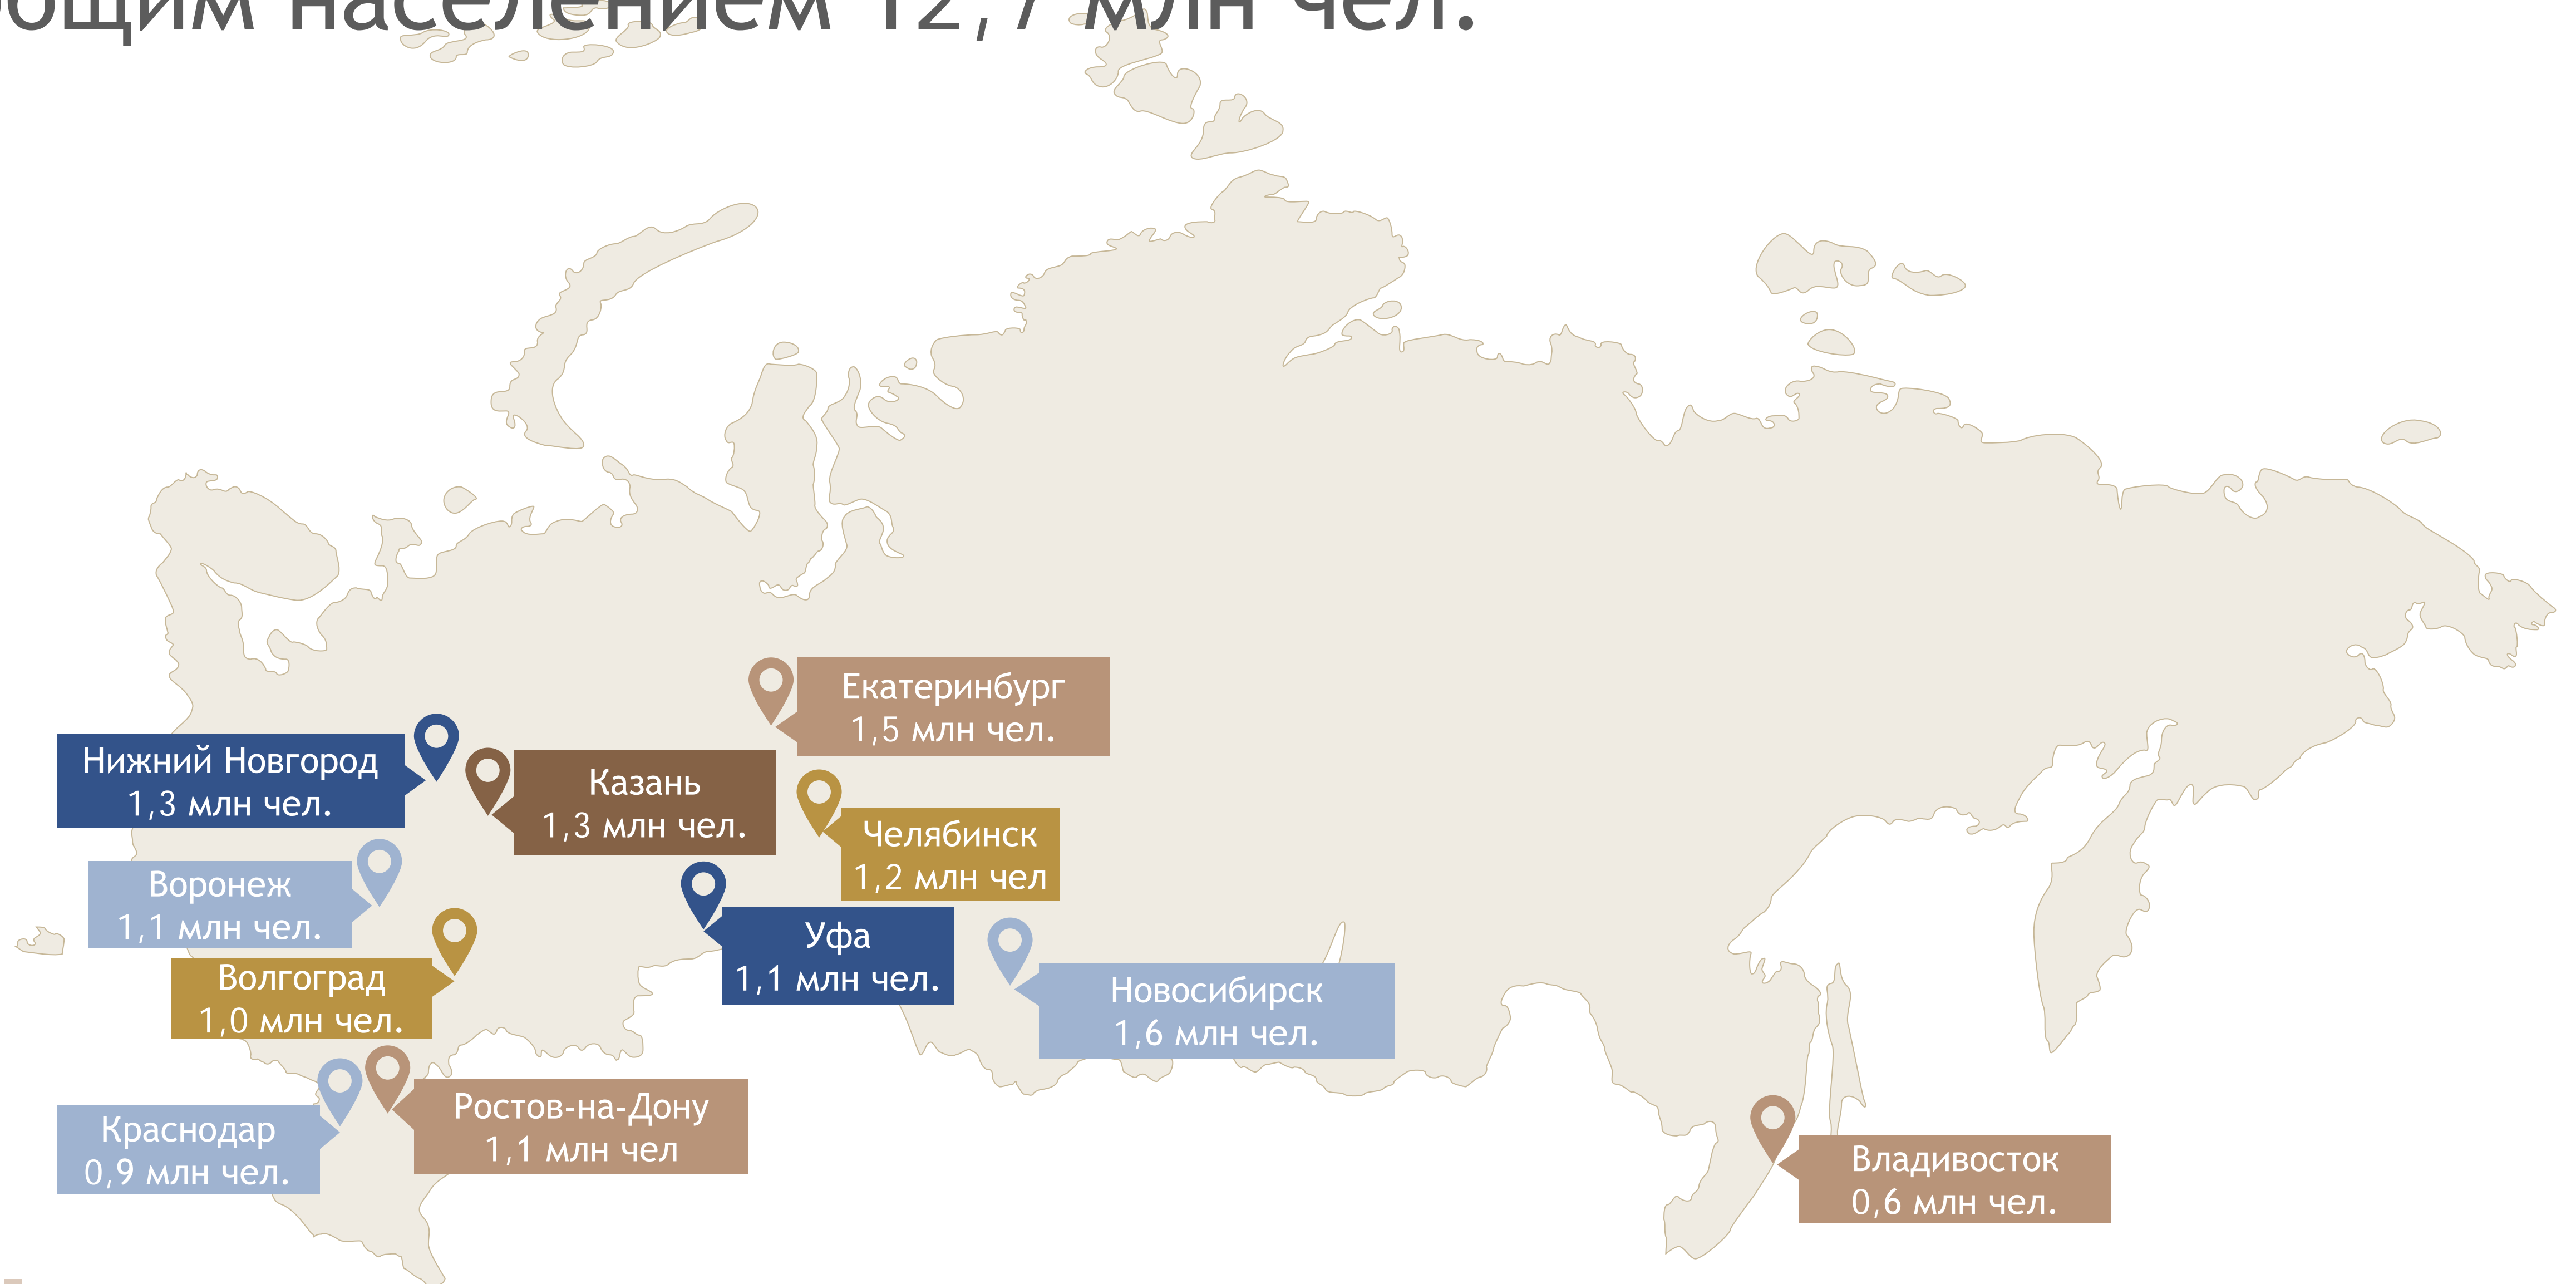 общим населением 12,7 млн чел.
Екатеринбург
1,5 млн чел.
Нижний Новгород
1,3 млн чел.
Казань
1,3 млн чел.
Челябинск
1,2 млн чел
Воронеж
1,1 млн чел.
Уфа
1,1 млн чел.
Волгоград
1,0 млн чел.
Новосибирск
1,6 млн чел.
Ростов-на-Дону
1,1 млн чел
Краснодар
0,9 млн чел.
Владивосток
0,6 млн чел.